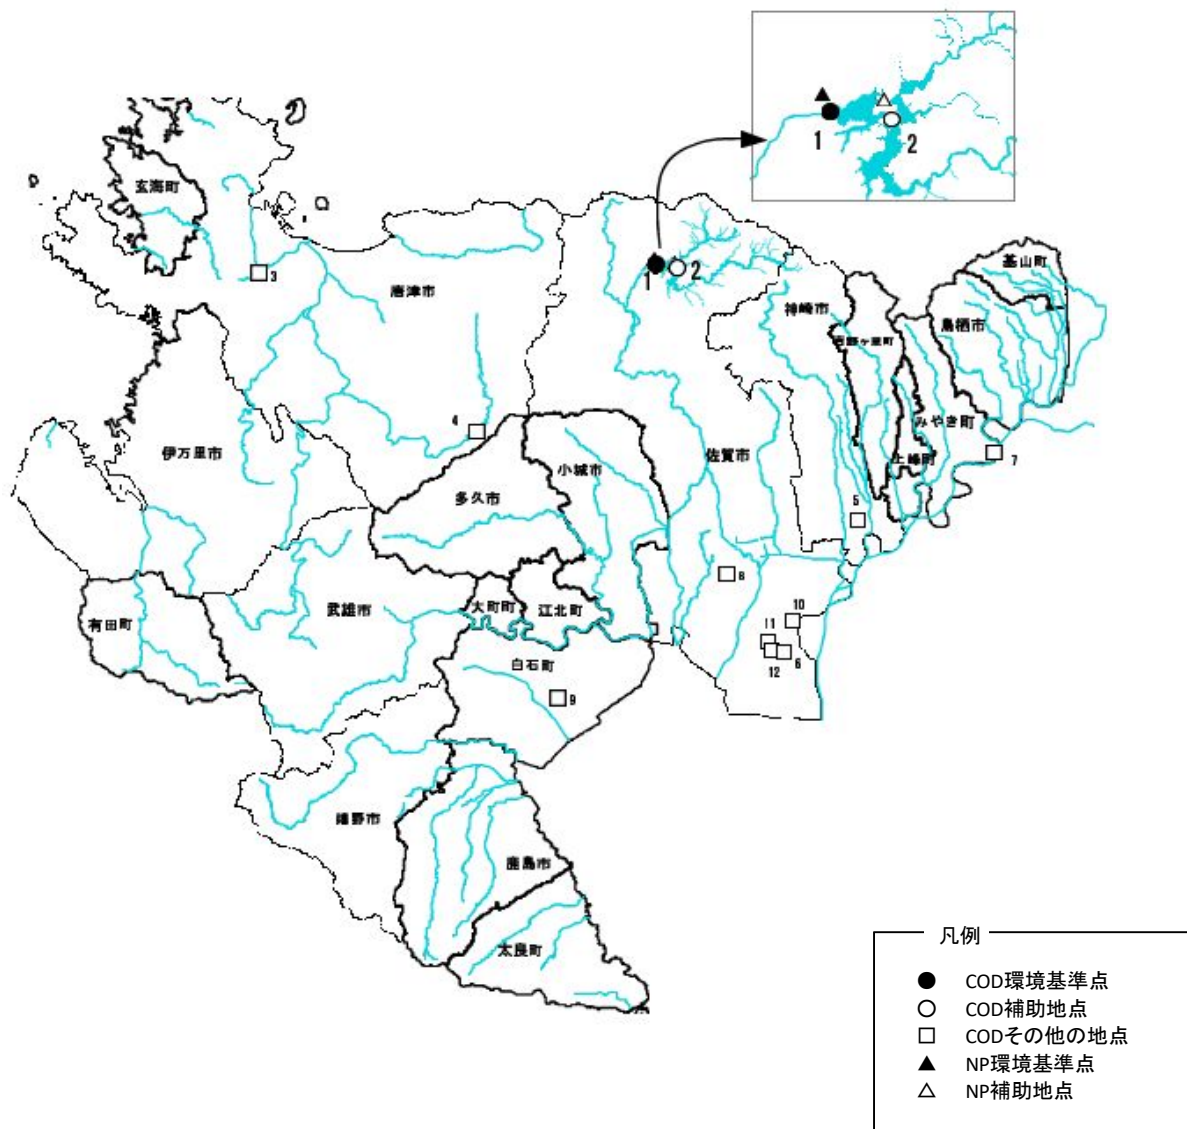 1
2
玄海町
基山町
3
唐津市
1
2
神崎市
鳥栖市
吉野ヶ里町
4
みやき町
伊万里市
小城市
佐賀市
上峰町
7
多久市
5
8
武雄市
大町町
江北町
10
有田町
11
白石町
12
6
9
嬉野市
鹿島市
太良町
凡例
COD環境基準点
COD補助地点
CODその他の地点
NP環境基準点
NP補助地点